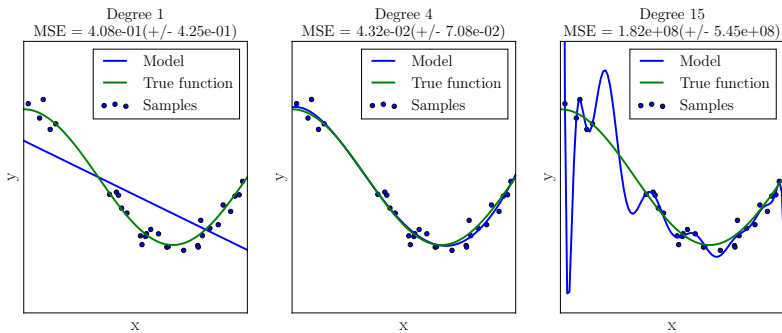 Degree 1
MSE = 4.08e-01(+/- 4.25e-01)
Model
True function
Samples
y
x
Degree 4
MSE = 4.32e-02(+/- 7.08e-02)
Model
True function
Samples
y
x
Degree 15
MSE = 1.82e+08(+/- 5.45e+08)
Model
True function
Samples
y
x